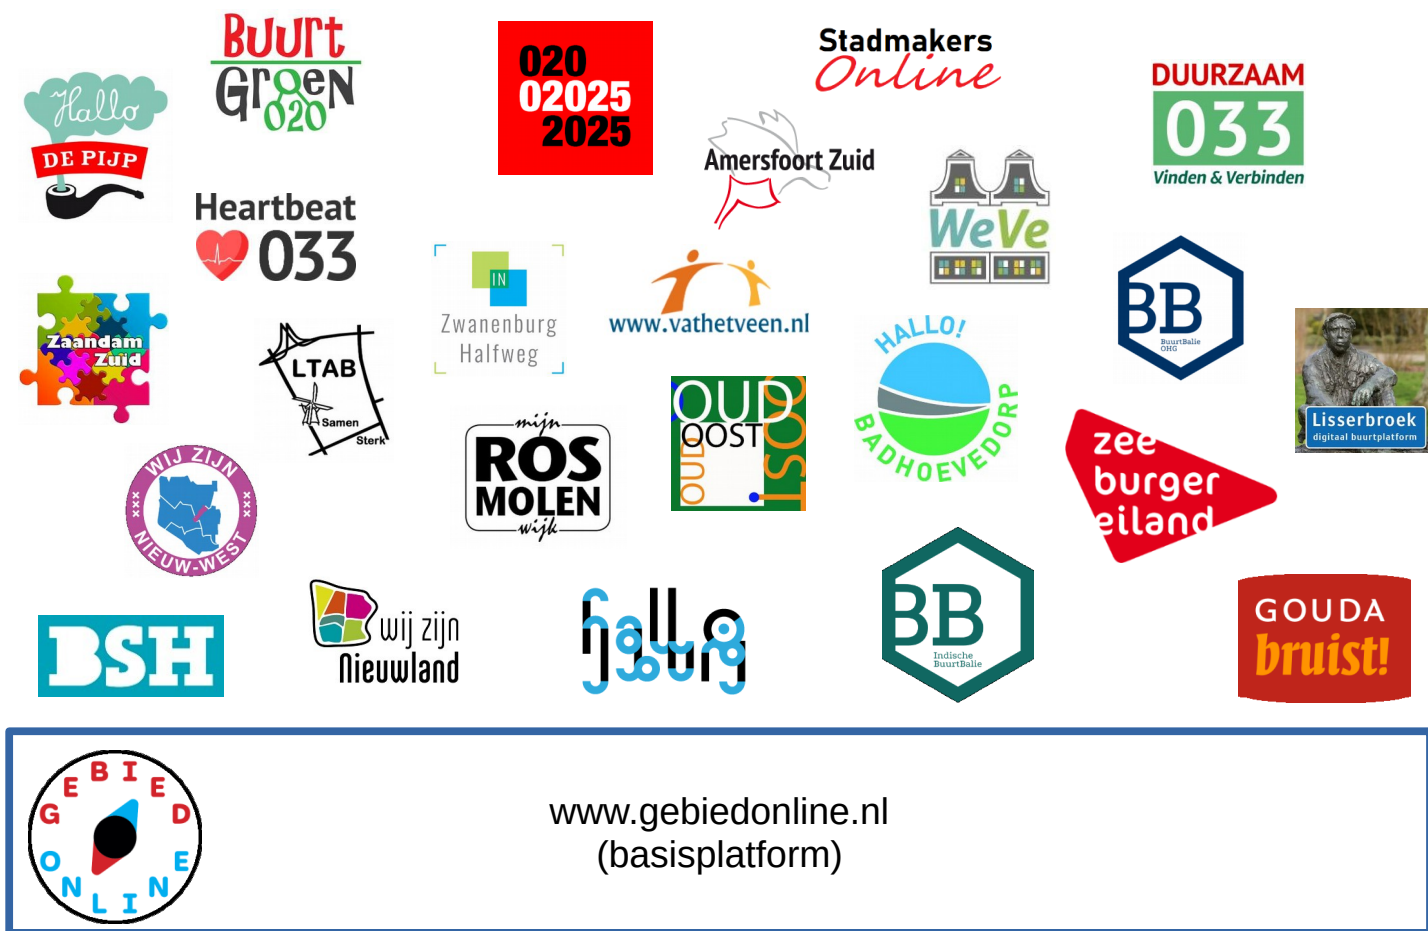 Buurt
Groen
020
020
02025
2025
Stadmakers
Online
DUURZAAM
033
Vinden & Verbinden
Hallo
DE PIJP
Amersfoort Zuid
WeVe
Heartbeat
033
IN
Zwanenburg
Halfweg
www.vathetveen.nl
BB
BuurtBalie
OHG
Zaandam
Zuid
LTAB
Samen
Sterk
HALLO!
BADHOEVEDORP
Lisserbroek
digitaal buurtplatform
mijn
ROS
MOLEN
wijk
OUD
OOST
OUD
OOST
zee
burger
eiland
WIJ ZIJN
XXX
XXX
NIEUW-WEST
BSH
wij zijn
Nieuwland
hallo
BB
Indische
BuurtBalie
GOUDA
bruist!
GEBIED
ONLINE
www.gebiedonline.nl
(basisplatform)